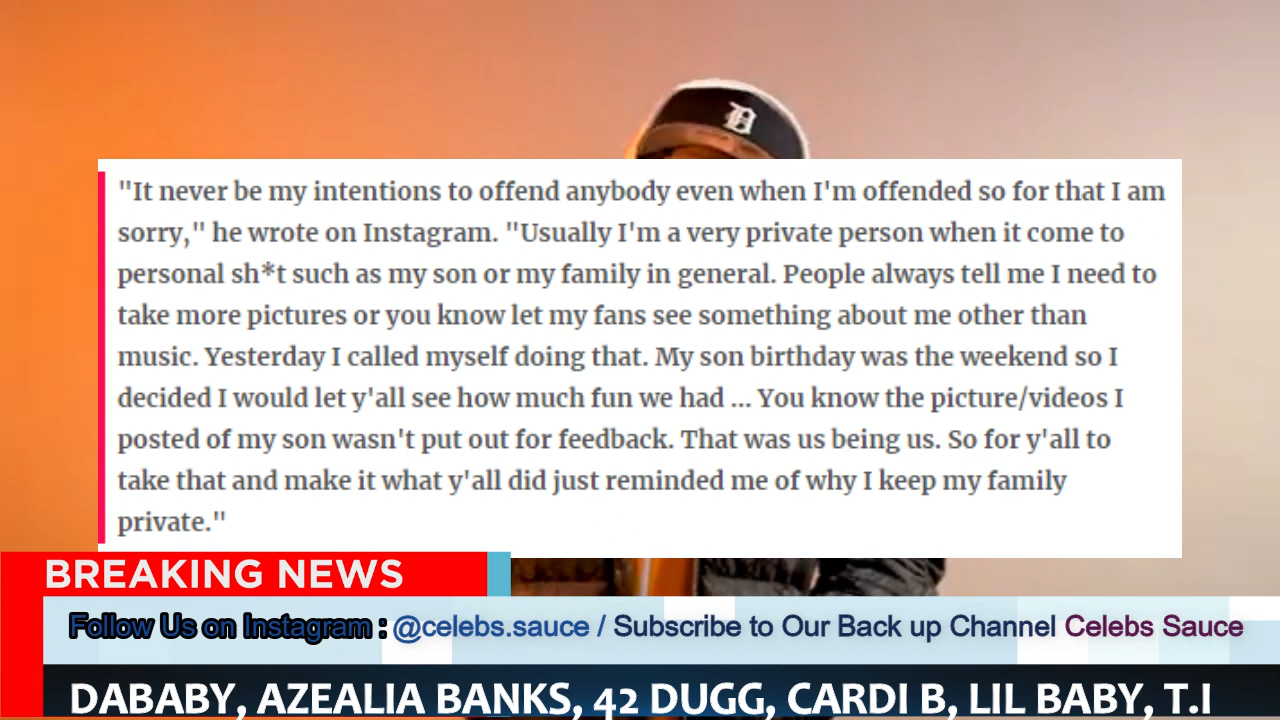 D
"It never be my intentions to offend anybody even when I'm offended so for that I am
sorry," he wrote on Instagram. "Usually I'm a very private person when it come to
personal sh*t such as my son or my family in general. People always tell me I need to
take more pictures or you know let my fans see something about me other than
music. Yesterday I called myself doing that. My son birthday was the weekend so I
decided I would let y'all see how much fun we had ... You know the picture/videos I
posted of my son wasn't put out for feedback. That was us being us. So for y'all to
take that and make it what y'all did just reminded me of why I keep my family
private."
BREAKING NEWS
Follow Us on Instagram : @celebs.sauce / Subscribe to Our Back up Channel Celebs Sauce
DABABY, AZEALIA BANKS, 42 DUGG, CARDI B, LIL BABY, T.I